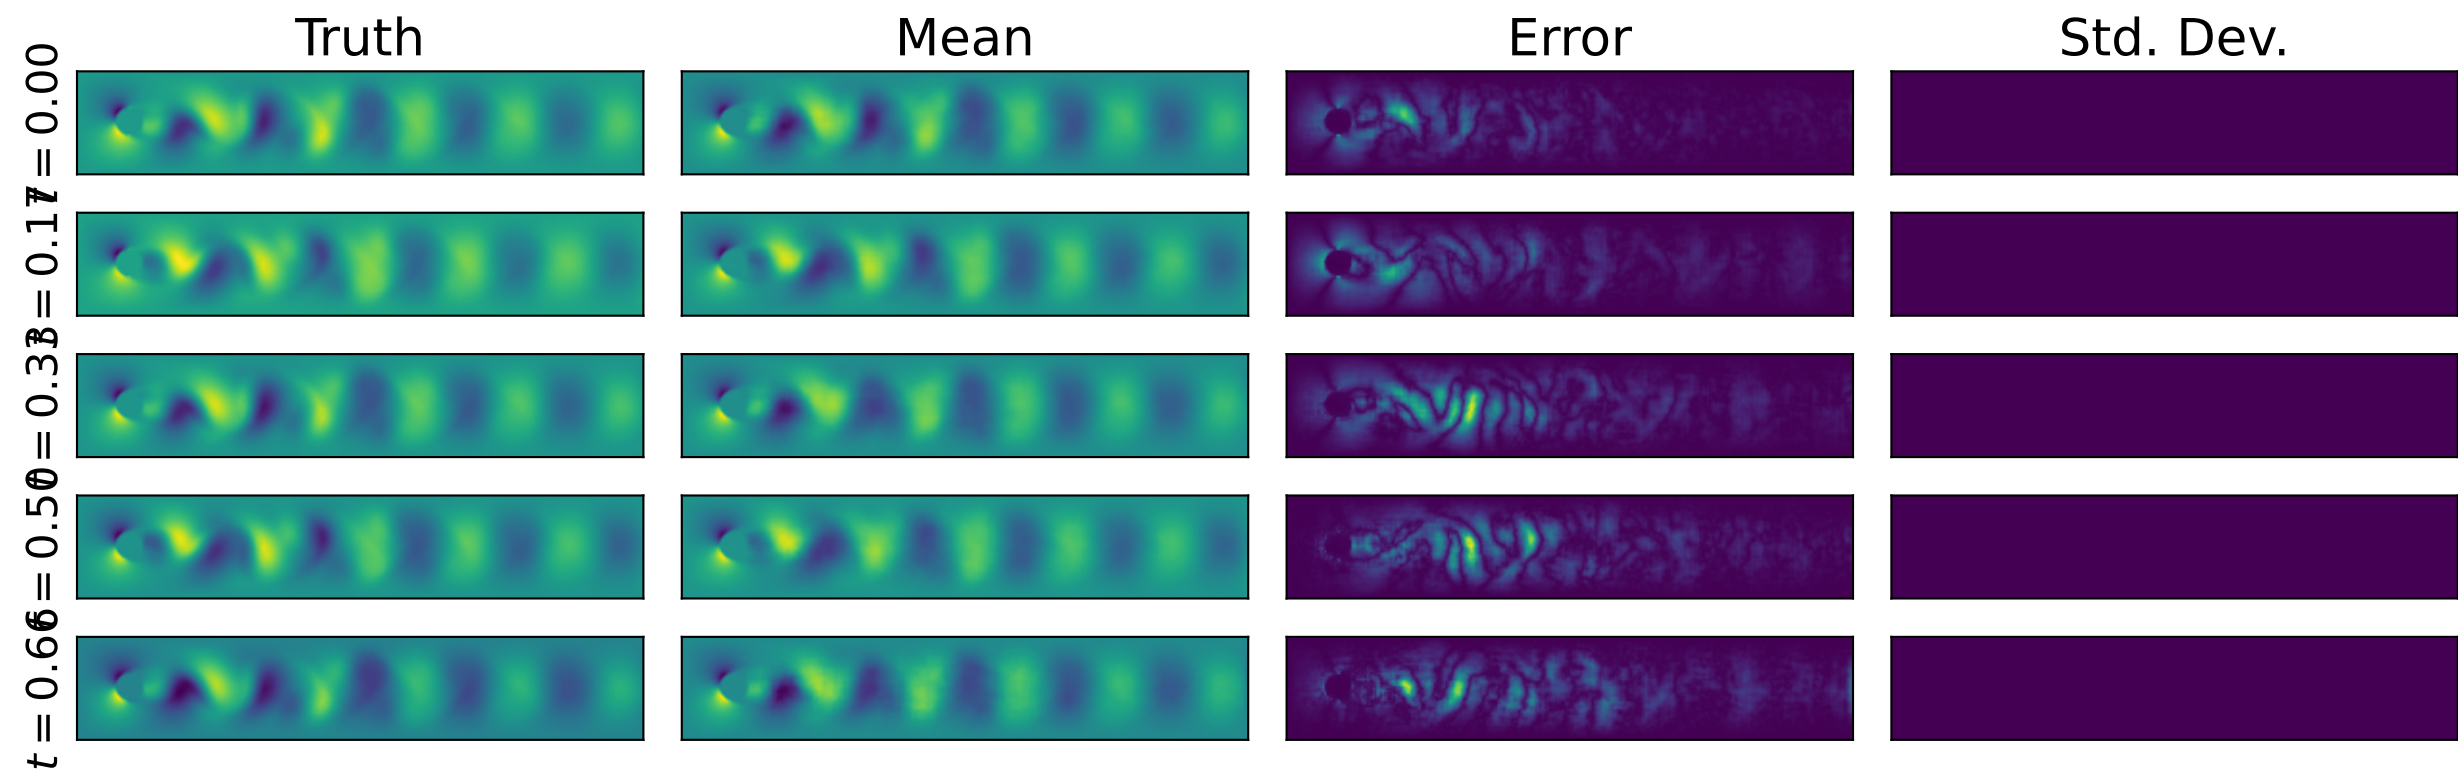 Truth Mean Error Std. Dev.
t = 0.00
t = 0.17
t = 0.33
t = 0.50
t = 0.66